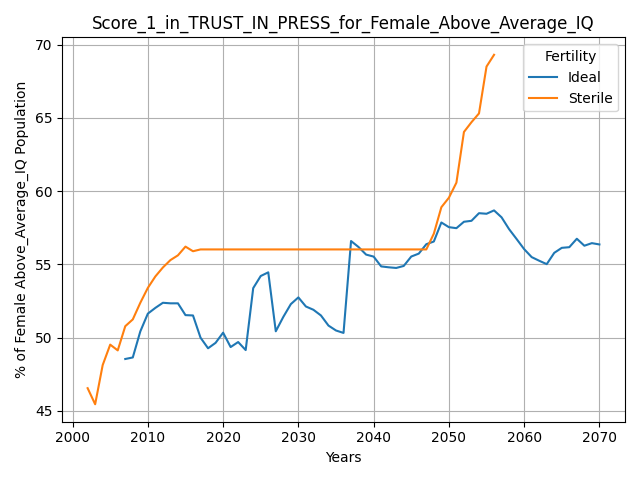 Score_1_in_TRUST_IN_PRESS_for_Female_Above_Average_IQ
% of Female Above_Average_IQ Population
70
65
60
55
50
45
Fertility
Ideal
Sterile
2000 2010 2020 2030 2040 2050 2060 2070
Years